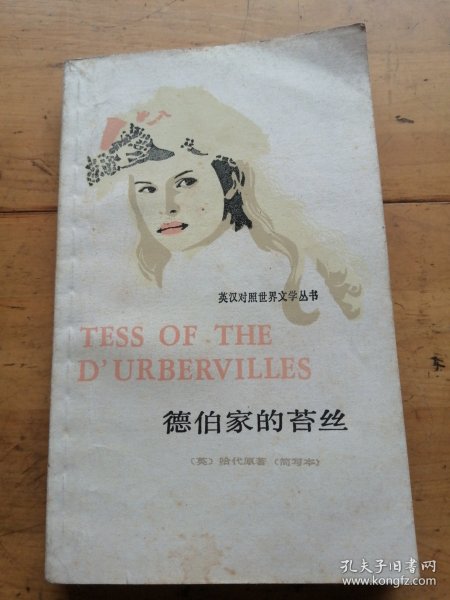 英汉对照世界文学丛书
TESS OF THE
D'URBERVILLES
德伯家的苔丝
(英) 哈代原著 (简写本)
孔夫子旧书网
www.kongfz.com